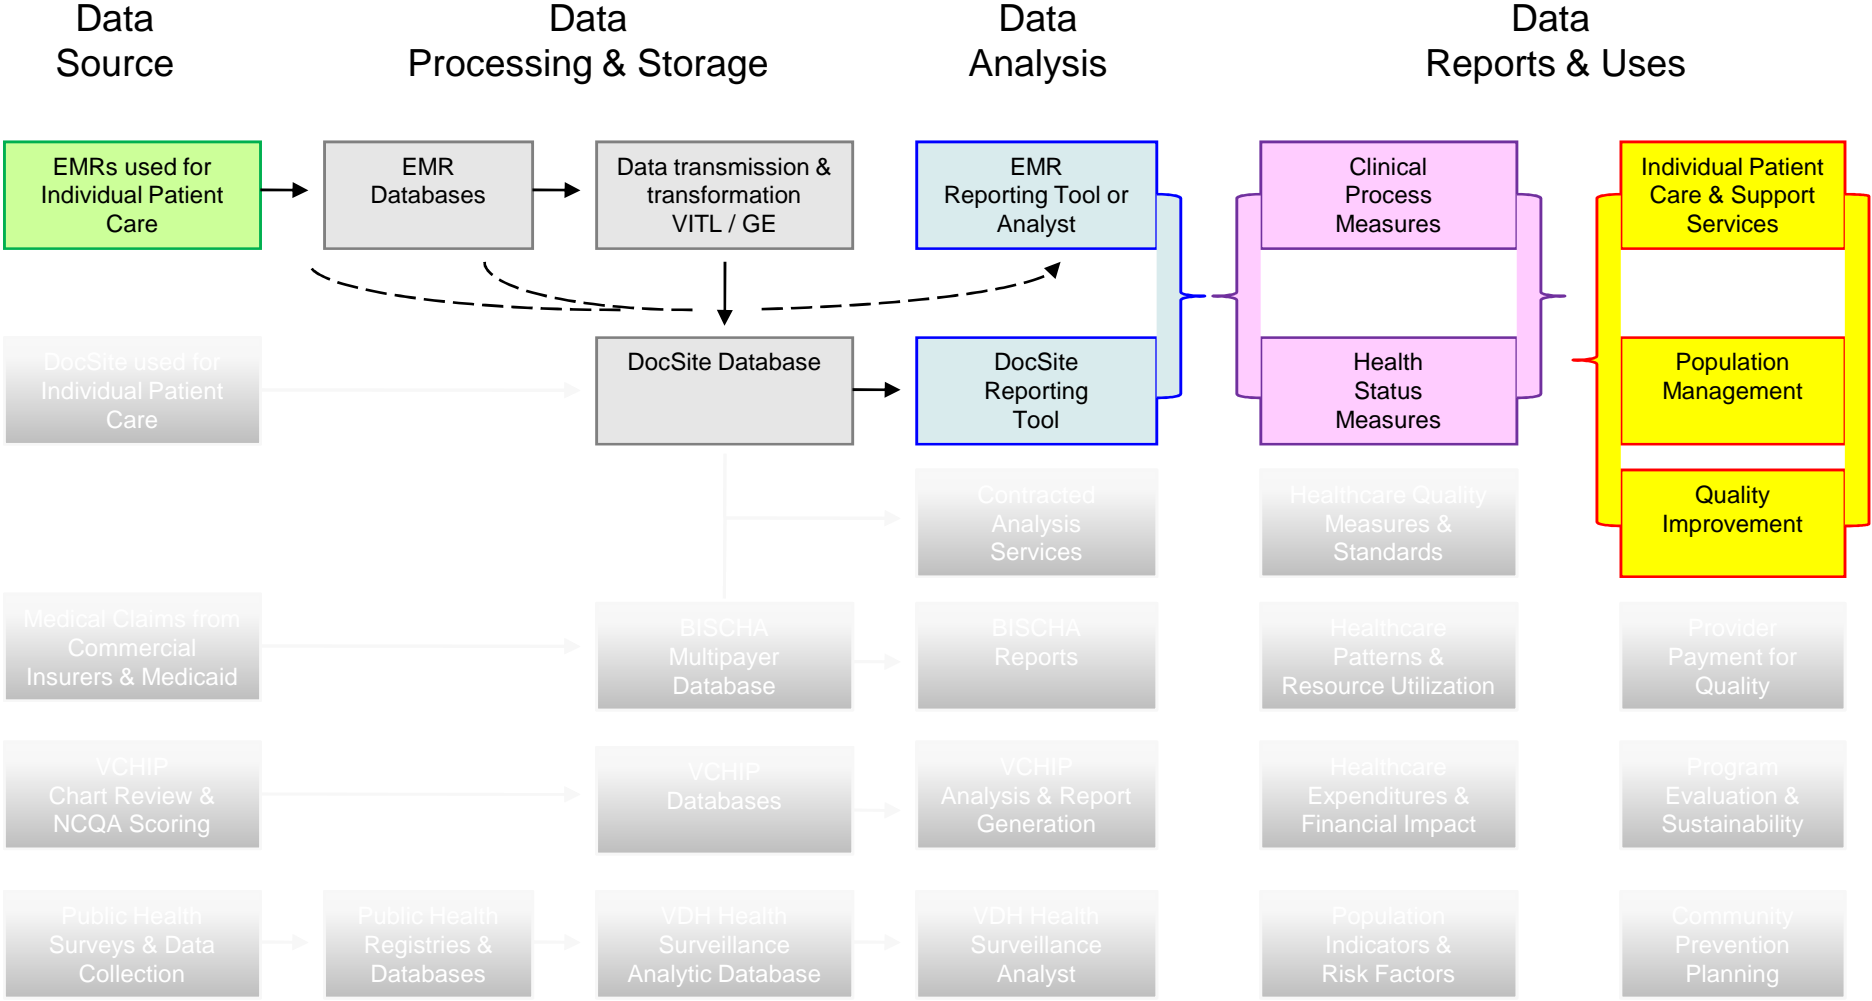 Data
Source
Data
Processing & Storage
Data
Analysis
Data
Reports & Uses
EMRs used for
Individual Patient
Care
EMR
Databases
Data transmission &
transformation
VITL / GE
EMR
Reporting Tool or
Analyst
Clinical
Process
Measures
Individual Patient
Care & Support
Services
DocSite used for
Individual Patient
Care
DocSite Database
DocSite
Reporting
Tool
Health
Status
Measures
Population
Management
Contracted
Analysis
Services
Healthcare Quality
Measures &
Standards
Quality
Improvement
Medical Claims from
Commercial
Insurers & Medicaid
BISCHA
Multipayer
Database
BISCHA
Reports
Healthcare
Patterns &
Resource Utilization
Provider
Payment for
Quality
VCHIP
Chart Review &
NCQA Scoring
VCHIP
Databases
VCHIP
Analysis & Report
Generation
Healthcare
Expenditures &
Financial Impact
Program
Evaluation &
Sustainability
Public Health
Surveys & Data
Collection
Public Health
Registries &
Databases
VDH Health
Surveillance
Analytic Database
VDH Health
Surveillance
Analyst
Population
Indicators &
Risk Factors
Community
Prevention
Planning